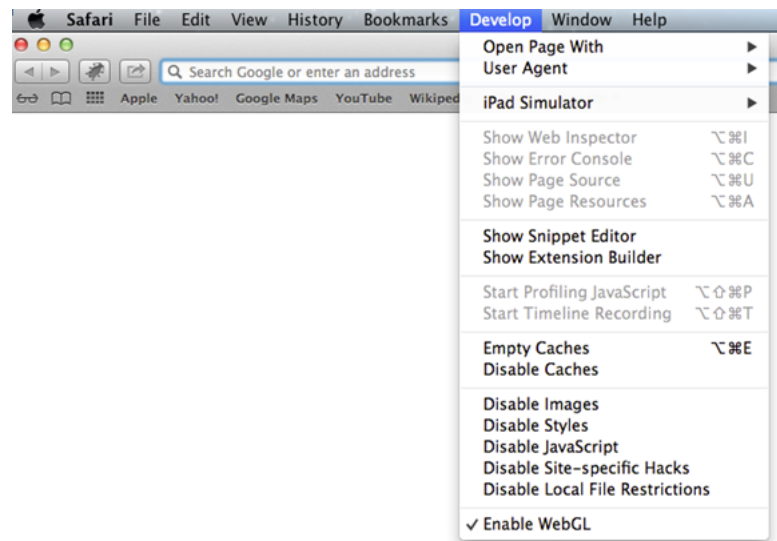 Safari File Edit View History Bookmarks Develop Window Help
Search Google or enter an address
Apple Yahoo! Google Maps YouTube Wikiped
Open Page With
User Agent
iPad Simulator
Show Web Inspector ⌥⌘I
Show Error Console ⌥⌘C
Show Page Source ⌥⌘U
Show Page Resources ⌥⌘A
Show Snippet Editor
Show Extension Builder
Start Profiling JavaScript ⌥⇧⌘P
Start Timeline Recording ⌥⇧⌘T
Empty Caches ⌥⌘E
Disable Caches
Disable Images
Disable Styles
Disable JavaScript
Disable Site-specific Hacks
Disable Local File Restrictions
✓ Enable WebGL